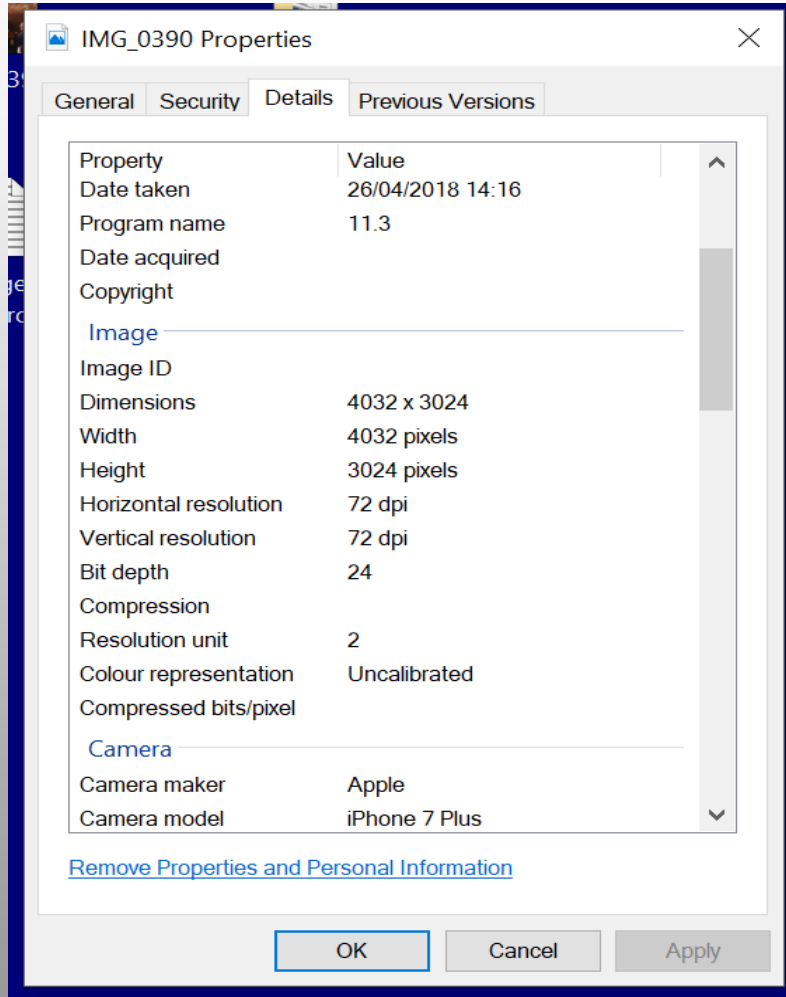 IMG_0390 Properties
General Security Details Previous Versions
Property Value
Date taken 26/04/2018 14:16
Program name 11.3
Date acquired
Copyright
Image
Image ID
Dimensions 4032 x 3024
Width 4032 pixels
Height 3024 pixels
Horizontal resolution 72 dpi
Vertical resolution 72 dpi
Bit depth 24
Compression
Resolution unit 2
Colour representation Uncalibrated
Compressed bits/pixel
Camera
Camera maker Apple
Camera model iPhone 7 Plus
Remove Properties and Personal Information
OK Cancel Apply